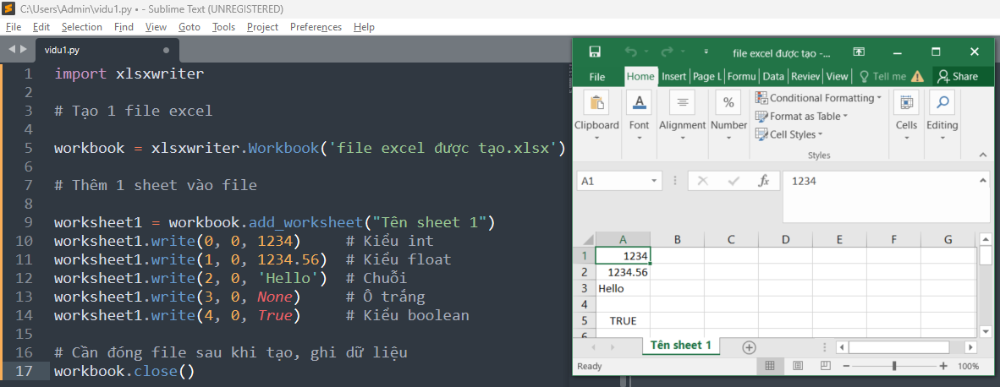 C:\Users\Admin\vidu1.py • - Sublime Text (UNREGISTERED)
File Edit Selection Find View Goto Tools Project Preferences Help
vidu1.py
1 import xlsxwriter
2
3 # Tạo 1 file excel
4
5 workbook = xlsxwriter.Workbook('file excel được tạo.xlsx')
6
7 # Thêm 1 sheet vào file
8
9 worksheet1 = workbook.add_worksheet("Tên sheet 1")
10 worksheet1.write(0, 0, 1234) # Kiểu int
11 worksheet1.write(1, 0, 1234.56) # Kiểu float
12 worksheet1.write(2, 0, 'Hello') # Chuỗi
13 worksheet1.write(3, 0, None) # Ô trắng
14 worksheet1.write(4, 0, True) # Kiểu boolean
15
16 # Cần đóng file sau khi tạo, ghi dữ liệu
17 workbook.close()
file excel được tạo -...
File Home Insert Page L Formu Data Reviev View Tell me Share
Clipboard Font Alignment Number
Conditional Formatting
Format as Table
Cell Styles
Cells Editing
Styles
A1 fx 1234
A B C D E F G
1 1234
2 1234.56
3 Hello
4
5 TRUE
6
Tên sheet 1
Ready 100%